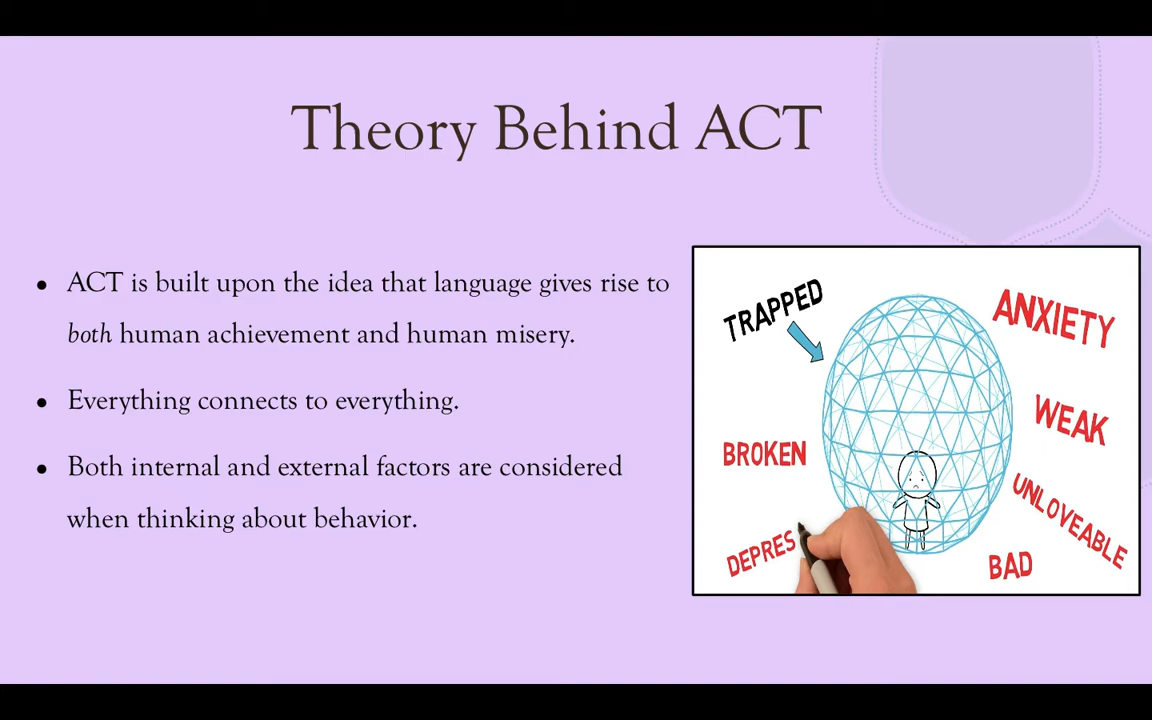 Theory Behind ACT
• ACT is built upon the idea that language gives rise to
both human achievement and human misery.
• Everything connects to everything.
• Both internal and external factors are considered
when thinking about behavior.
TRAPPED
ANXIETY
WEAK
BROKEN
UNLOVEABLE
DEPRES
BAD